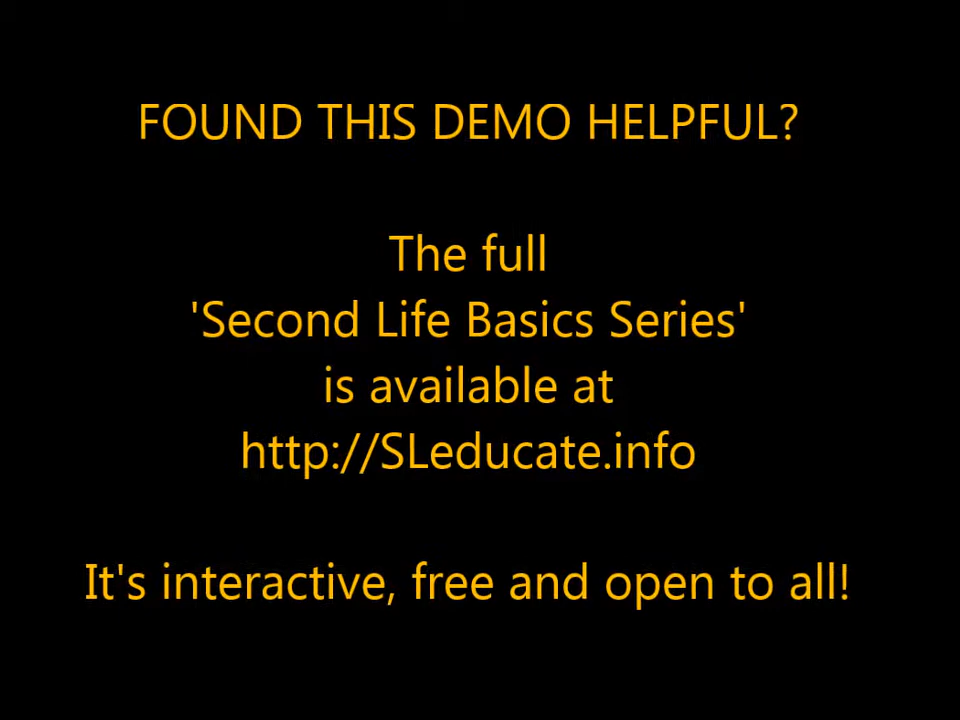 FOUND THIS DEMO HELPFUL?
The full
'Second Life Basics Series'
is available at
http://SLeducate.info
It's interactive, free and open to all!